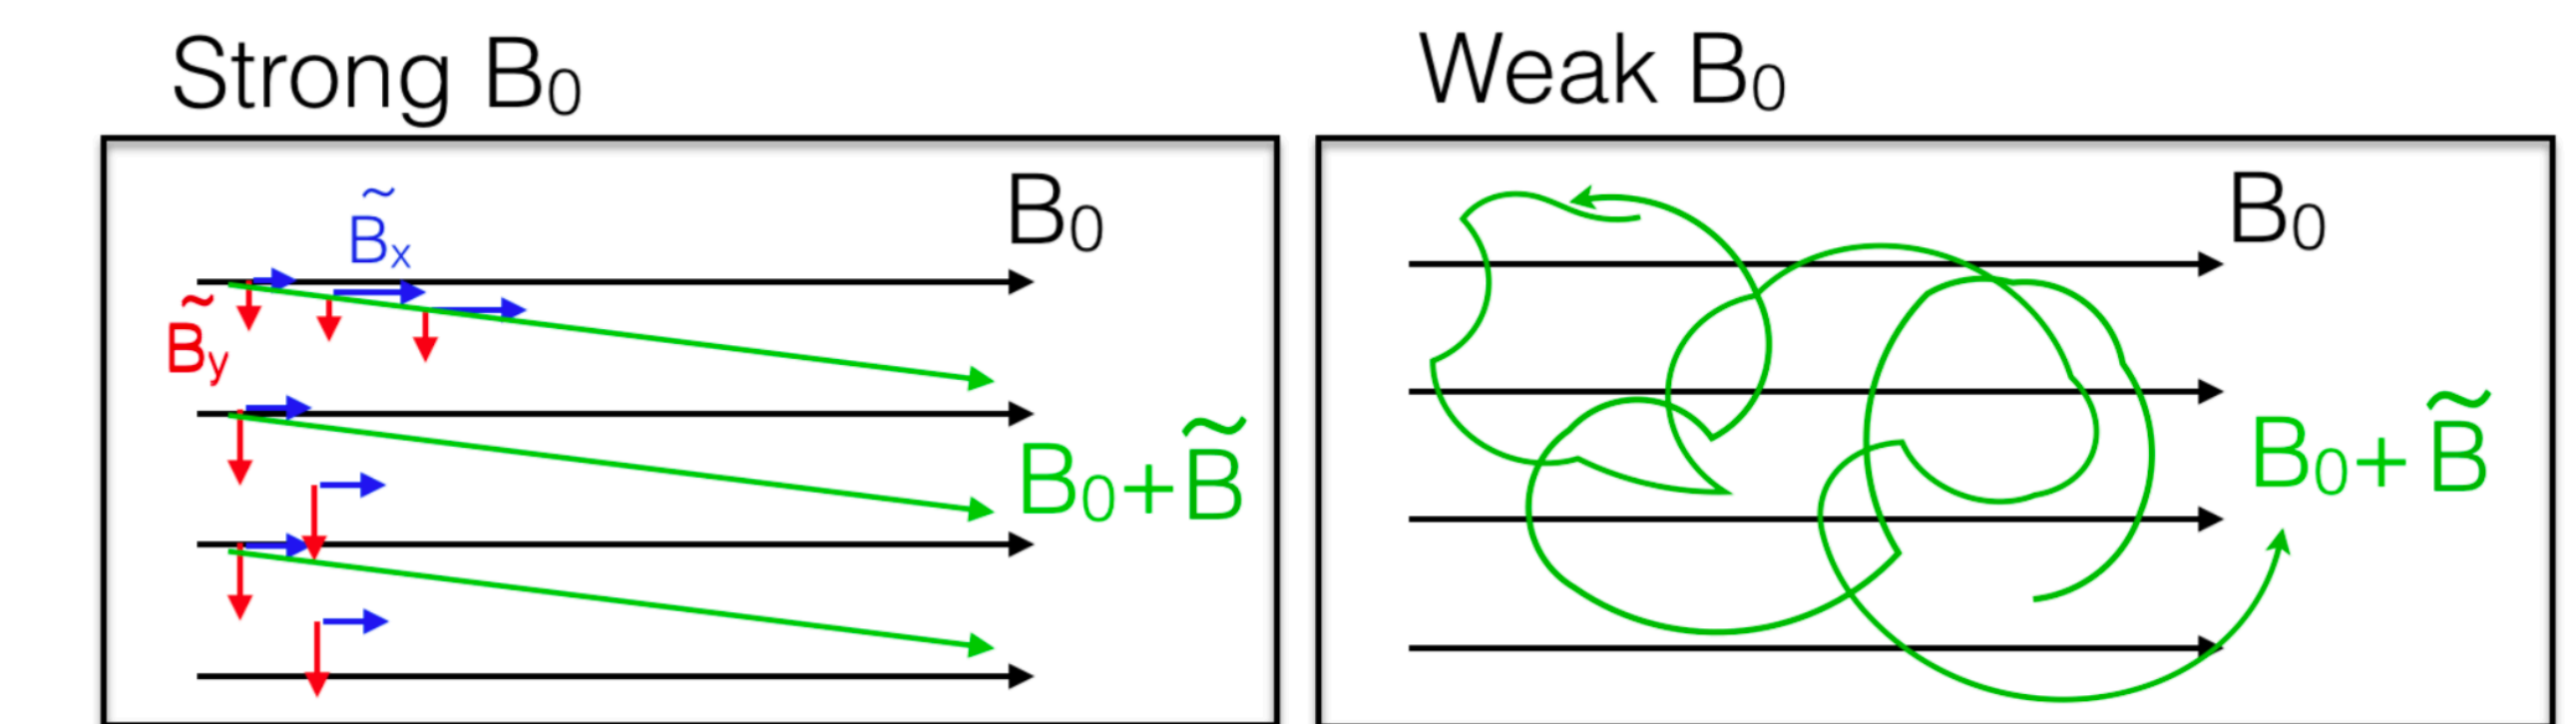 Strong B₀
Weak B₀
B̃ₓ
B₀
B̃y
B₀+B̃
B₀
B₀+ B̃